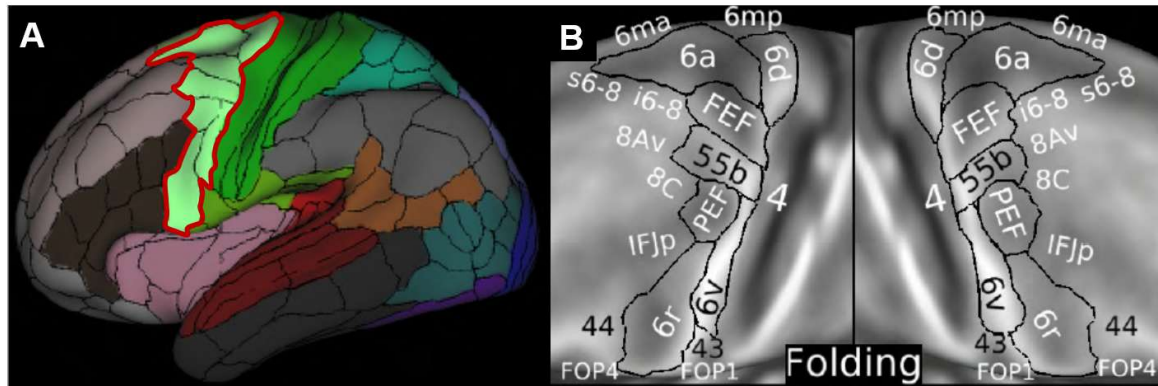 A
B
6mp
6mp
6ma
6ma
6a
6d
6d
6a
s6-8
i6-8
FEF
FEF
i6-8
s6-8
8Av
55b
55b
8Av
8C
PEF
4
4
PEF
8C
IFJp
IFJp
6r
6v
6v
6r
44
43
43
44
FOP4
FOP1
Folding
FOP1
FOP4